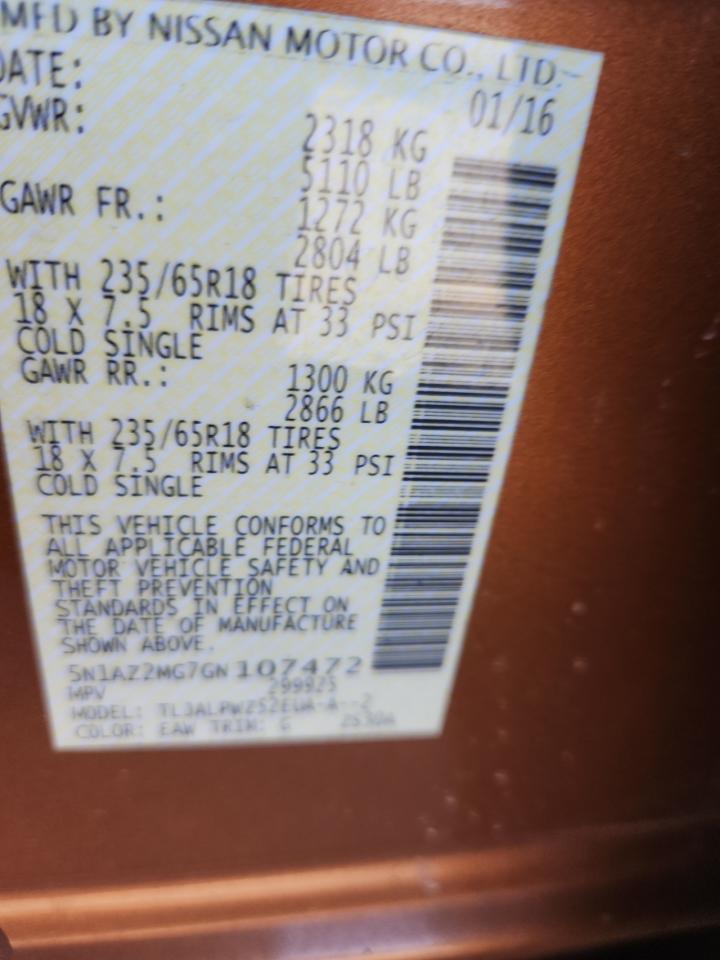 MFD BY NISSAN MOTOR CO., LTD.
DATE: 01/16
GVWR: 2318 KG
5110 LB
GAWR FR.: 1272 KG
2804 LB
WITH 235/65R18 TIRES
18 X 7.5 RIMS AT 33 PSI
COLD SINGLE
GAWR RR.: 1300 KG
2866 LB
WITH 235/65R18 TIRES
18 X 7.5 RIMS AT 33 PSI
COLD SINGLE
THIS VEHICLE CONFORMS TO
ALL APPLICABLE FEDERAL
MOTOR VEHICLE SAFETY AND
THEFT PREVENTION
STANDARDS IN EFFECT ON
THE DATE OF MANUFACTURE
SHOWN ABOVE.
5N1AZ2MG7GN107472
MPV 299925
MODEL:
COLOR: EAW TRIM: G